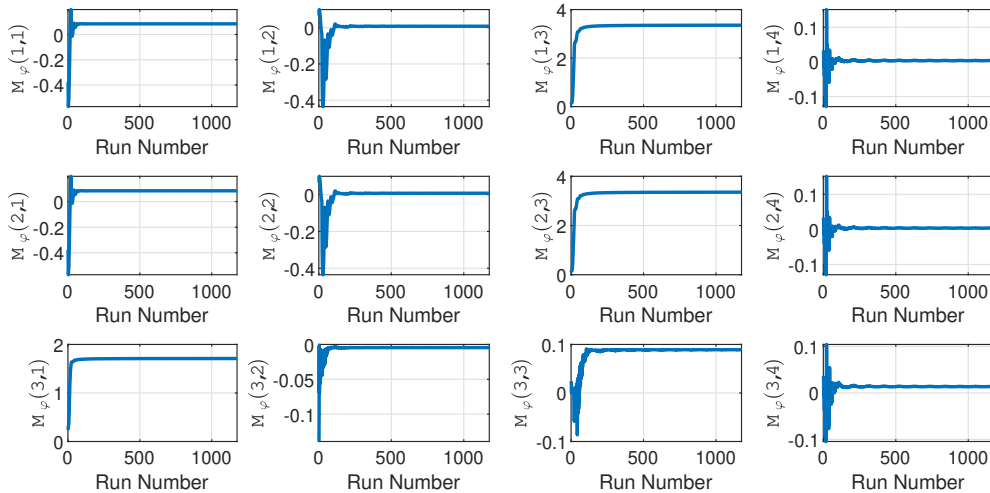 M φ(1,1)
0
-0.2
-0.4
0 500 1000
Run Number
M φ(1,2)
0
-0.2
-0.4
0 500 1000
Run Number
M φ(1,3)
4
2
0
0 500 1000
Run Number
M φ(1,4)
0.1
0
-0.1
0 500 1000
Run Number
M φ(2,1)
0
-0.2
-0.4
0 500 1000
Run Number
M φ(2,2)
0
-0.2
-0.4
0 500 1000
Run Number
M φ(2,3)
4
2
0
0 500 1000
Run Number
M φ(2,4)
0.1
0
-0.1
0 500 1000
Run Number
M φ(3,1)
2
1
0
0 500 1000
Run Number
M φ(3,2)
0
-0.05
-0.1
0 500 1000
Run Number
M φ(3,3)
0.1
0
-0.1
0 500 1000
Run Number
M φ(3,4)
0.1
0
-0.1
0 500 1000
Run Number